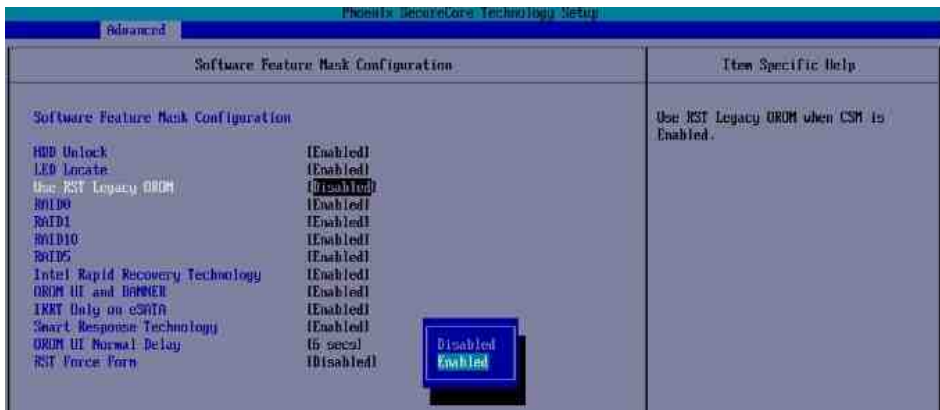 Phoenix SecureCore Technology Setup
Advanced
Software Feature Mask Configuration
Item Specific Help
Software Feature Mask Configuration
HDD Unlock [Enabled]
LED Locate [Enabled]
Use RST Legacy OROM [Disabled]
RAID0 [Enabled]
RAID1 [Enabled]
RAID10 [Enabled]
RAID5 [Enabled]
Intel Rapid Recovery Technology [Enabled]
OROM UI and BANNER [Enabled]
IRRT Only on eSATA [Enabled]
Smart Response Technology [Enabled]
OROM UI Normal Delay [6 secs]
RST Force Form [Disabled]
Use RST Legacy OROM when CSM is
Enabled.
Disabled
Enabled